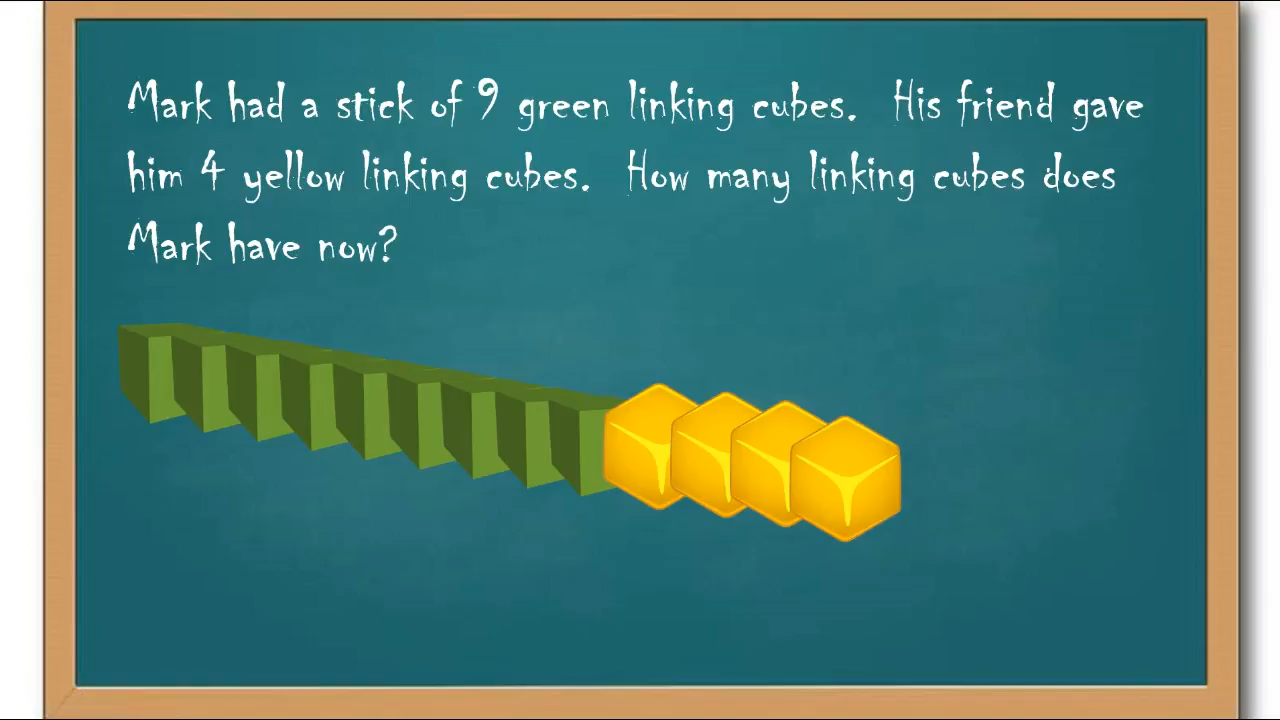 Mark had a stick of 9 green linking cubes. His friend gave
him 4 yellow linking cubes. How many linking cubes does
Mark have now?